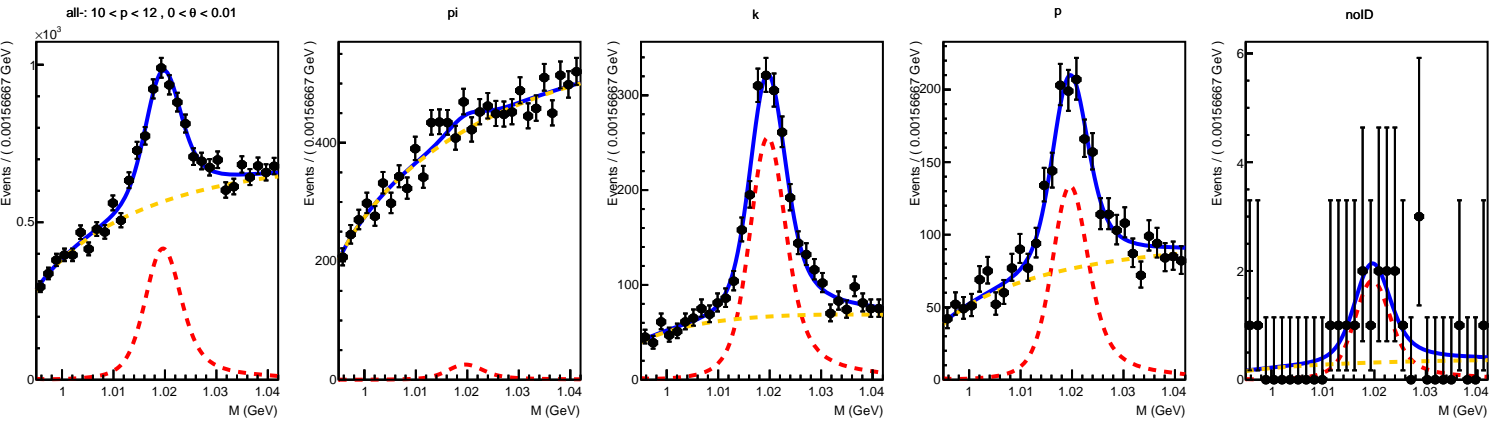 all-: 10 < p < 12 , 0 < θ < 0.01
×10³
Events / ( 0.00156667 GeV )
1
0.5
0
1 1.01 1.02 1.03 1.04
M (GeV)
pi
Events / ( 0.00156667 GeV )
400
200
0
1 1.01 1.02 1.03 1.04
M (GeV)
k
Events / ( 0.00156667 GeV )
300
200
100
0
1 1.01 1.02 1.03 1.04
M (GeV)
p
Events / ( 0.00156667 GeV )
200
150
100
50
0
1 1.01 1.02 1.03 1.04
M (GeV)
noID
Events / ( 0.00156667 GeV )
6
4
2
0
1 1.01 1.02 1.03 1.04
M (GeV)